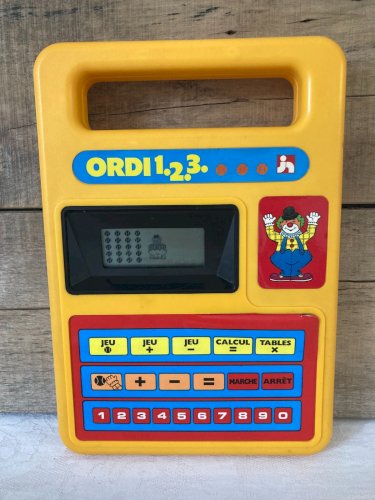 ORDI 1.2.3. jn
JEU JEU + JEU - CALCUL = TABLES ×
+ - = MARCHE ARRÊT
1 2 3 4 5 6 7 8 9 0